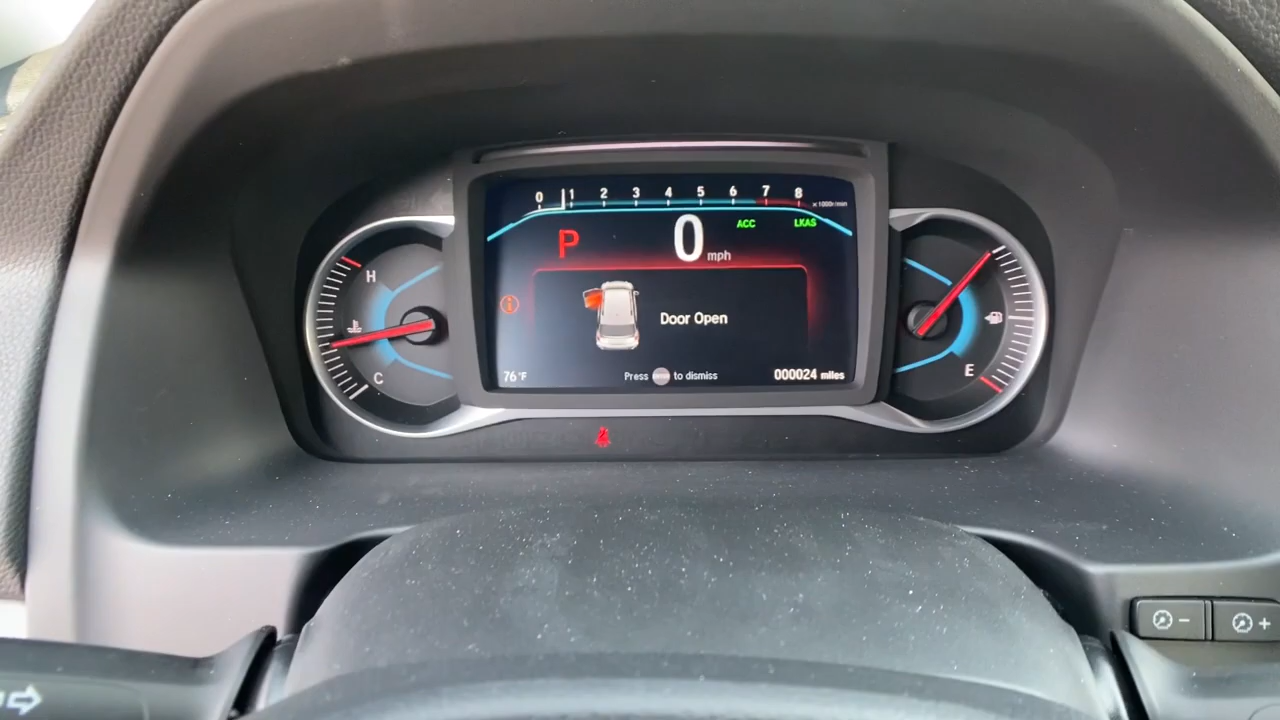 0 1 2 3 4 5 6 7 8 x1000r/min
P 0 mph ACC LKAS
H
Door Open
C
E
76°F Press to dismiss 000024 miles
- +